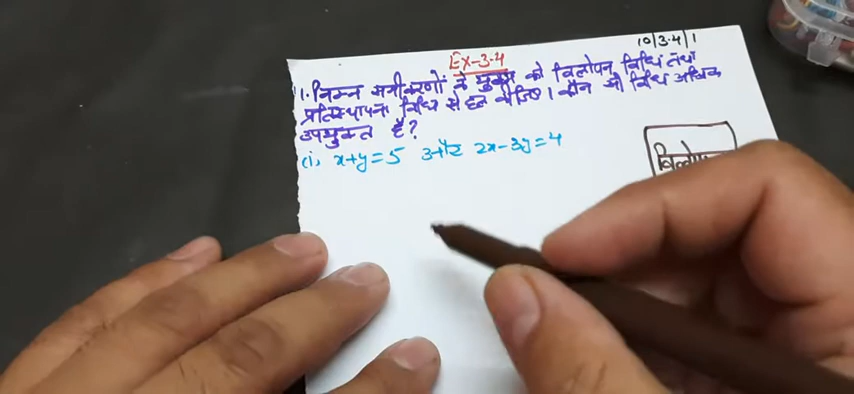 10/3.4/1
Ex-3.4
1. निम्न समीकरणों के युग्म को विलोपन विधि तथा
प्रतिस्थापना विधि से हल कीजिए। कौन सी विधि अधिक
उपयुक्त है?
(i) x+y=5 और 2x-3y=4
विलोपन